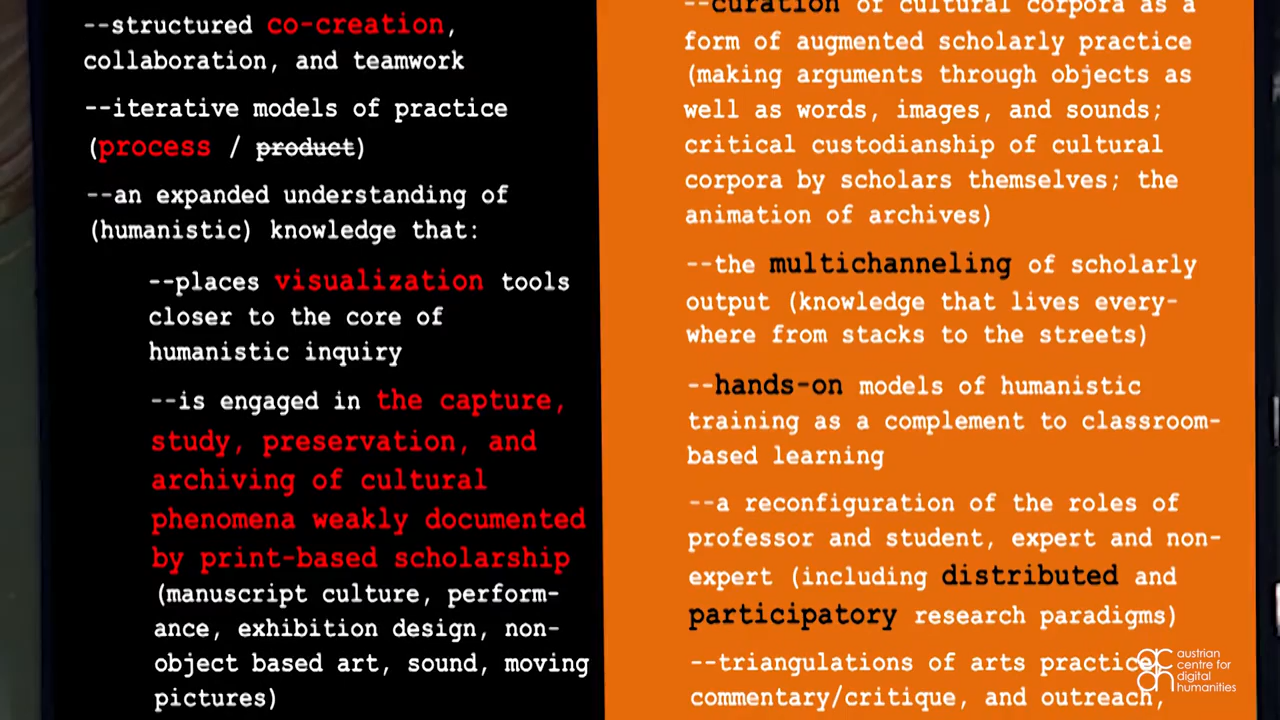 --structured co-creation,
collaboration, and teamwork
--iterative models of practice
(process / product)
--an expanded understanding of
(humanistic) knowledge that:
--places visualization tools
closer to the core of
humanistic inquiry
--is engaged in the capture,
study, preservation, and
archiving of cultural
phenomena weakly documented
by print-based scholarship
(manuscript culture, perform-
ance, exhibition design, non-
object based art, sound, moving
pictures)
--curation of cultural corpora as a
form of augmented scholarly practice
(making arguments through objects as
well as words, images, and sounds;
critical custodianship of cultural
corpora by scholars themselves; the
animation of archives)
--the multichanneling of scholarly
output (knowledge that lives every-
where from stacks to the streets)
--hands-on models of humanistic
training as a complement to classroom-
based learning
--a reconfiguration of the roles of
professor and student, expert and non-
expert (including distributed and
participatory research paradigms)
--triangulations of arts practice,
commentary/critique, and outreach,
austrian
centre for
digital
humanities